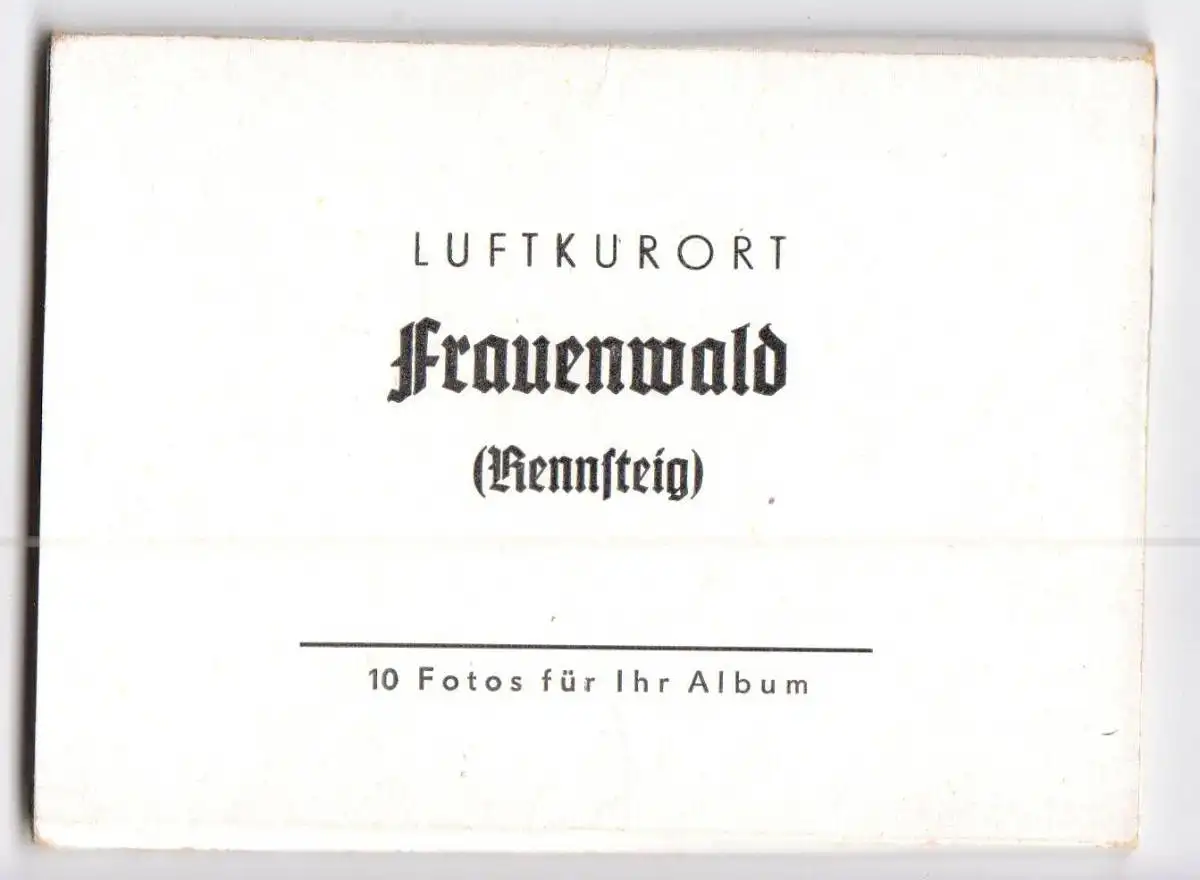 LUFTKURORT
Frauenwald
(Rennſteig)
10 Fotos für Ihr Album